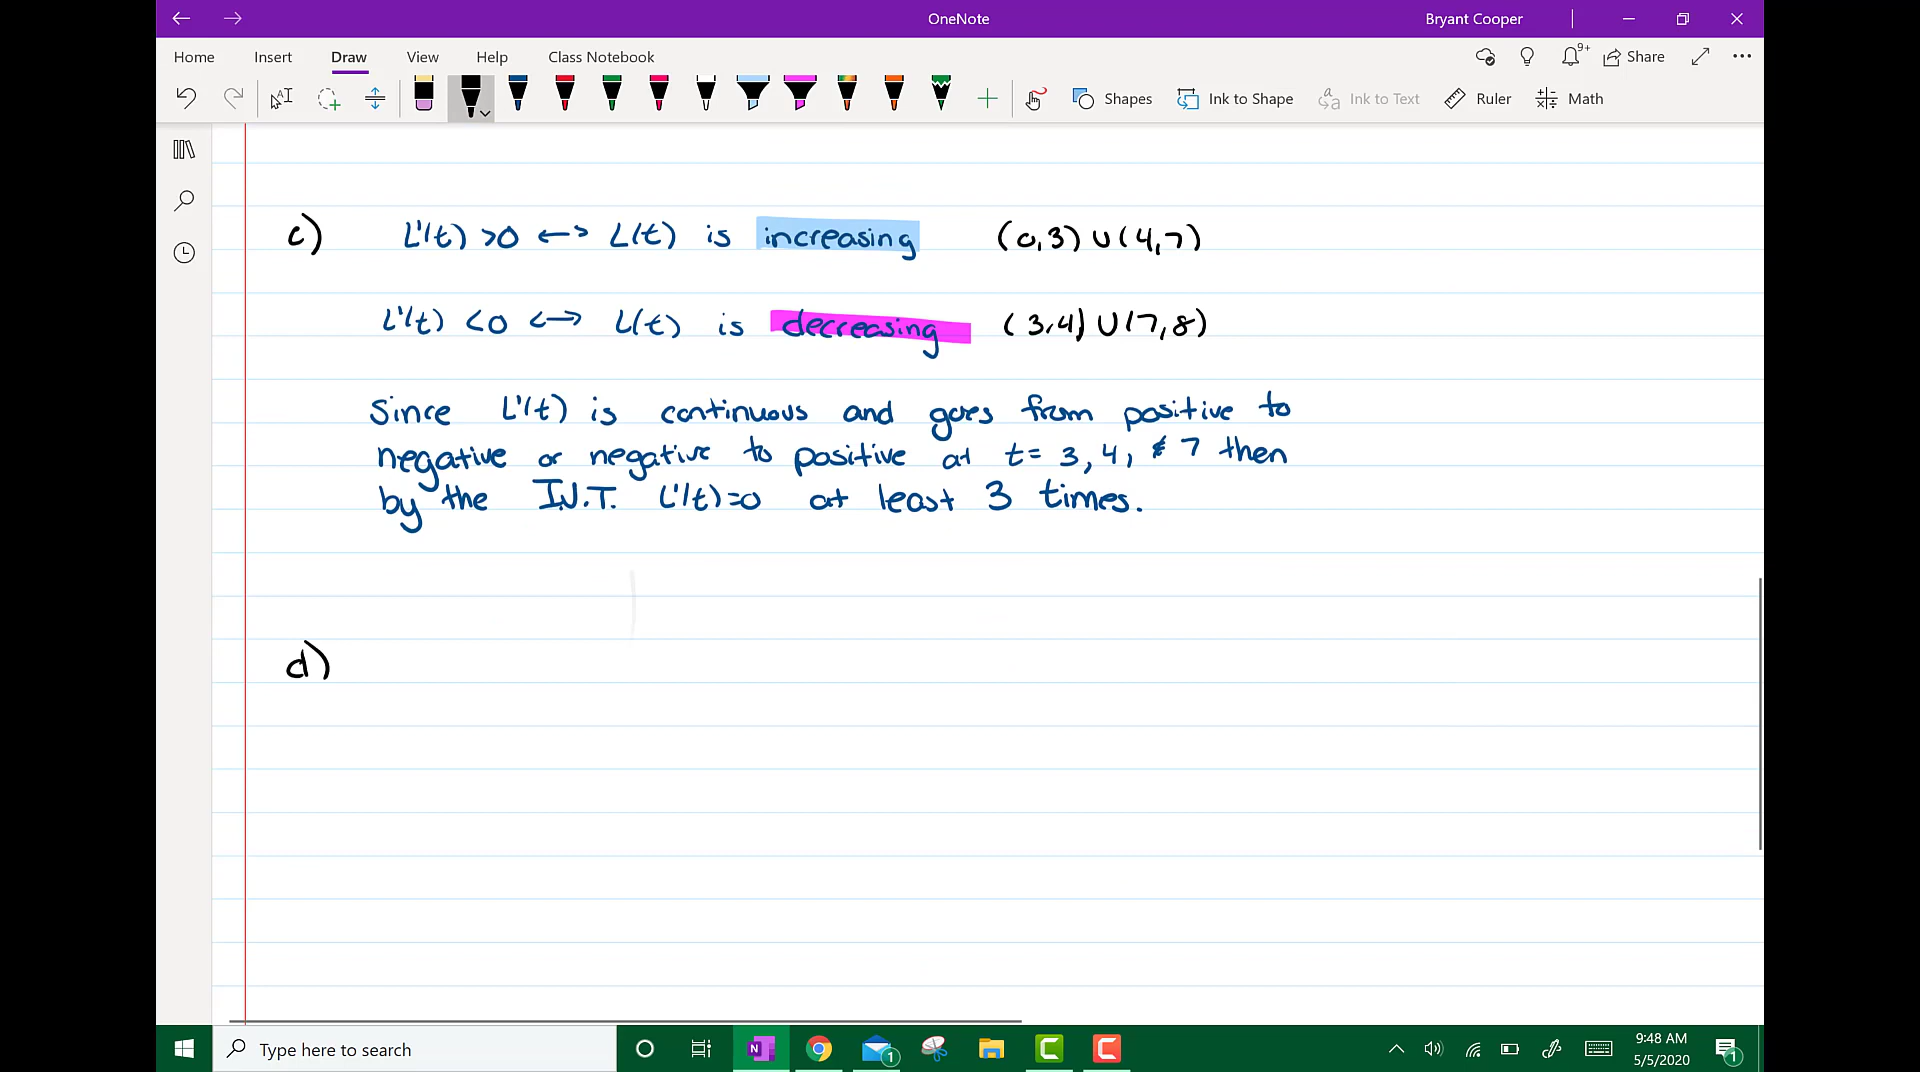 OneNote
Bryant Cooper
Home Insert Draw View Help Class Notebook
9+ Share
Shapes Ink to Shape Ink to Text Ruler Math
c) L'(t) >0 ⟷ L(t) is increasing (0,3) ∪ (4,7)
L'(t) <0 ⟷ L(t) is decreasing (3,4) ∪ (7,8)
Since L'(t) is continuous and goes from positive to
negative or negative to positive at t= 3, 4, & 7 then
by the I.V.T. L'(t)=0 at least 3 times.
d)
Type here to search
1
9:48 AM
5/5/2020
1